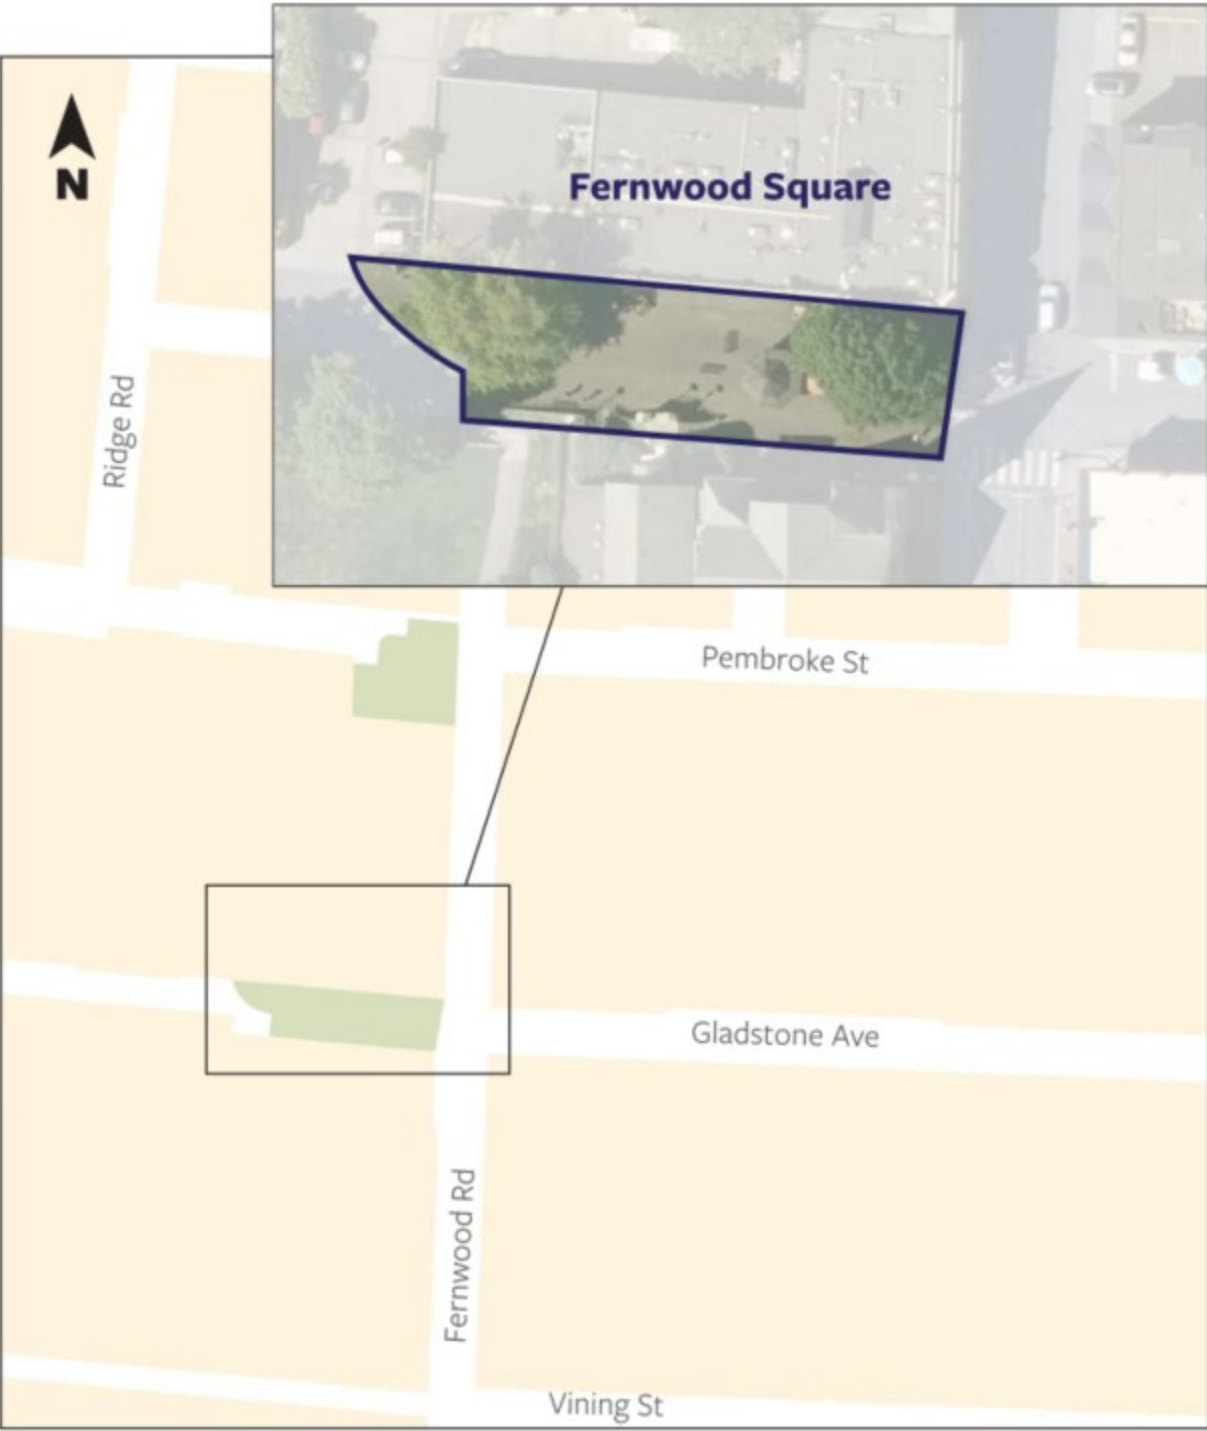 Fernwood Square
N
Ridge Rd
Pembroke St
Gladstone Ave
Fernwood Rd
Vining St